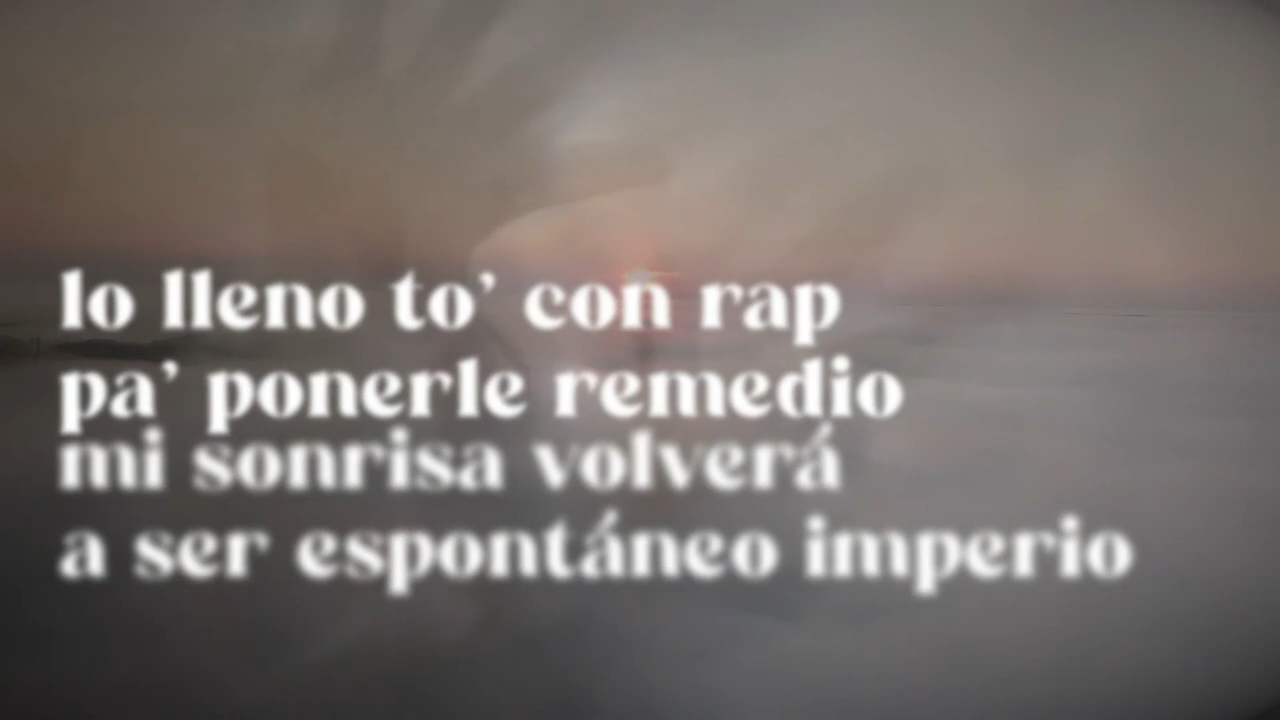 lo lleno to’ con rap
pa’ ponerle remedio
mi sonrisa volverá
a ser espontáneo imperio